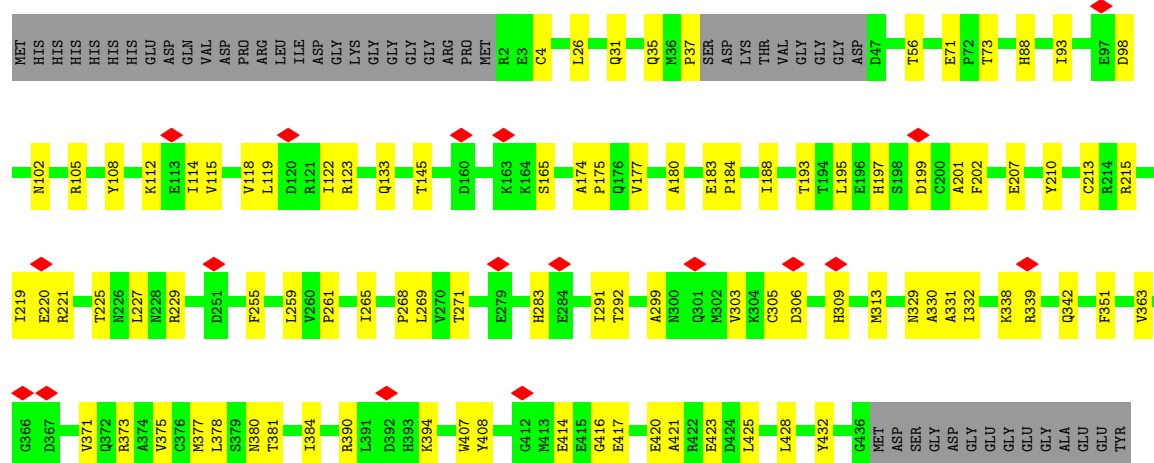 MET HIS HIS HIS HIS HIS HIS GLU ASP GLN VAL ASP PRO ARG LEU ILE ASP GLY LYS GLY GLY GLY GLY ARG PRO MET R2 E3 C4 L26 Q31 Q35 M36 P37 SER ASP LYS THR VAL GLY GLY ASP D47 T56 E71 P72 T73 H88 I93 E97 D98
N102 R105 Y108 K112 E113 I114 V115 V118 L119 D120 R121 I122 R123 Q133 T145 D160 K163 K164 S165 A174 P175 Q176 V177 A180 E183 P184 I188 T193 T194 L195 E196 H197 S198 D199 C200 A201 F202 E207 Y210 C213 R214 R215
I219 E220 R221 T225 N226 L227 N228 R229 D251 F255 L259 V260 P261 I265 P268 L269 V270 T271 E279 H283 E284 I291 T292 A299 N300 Q301 M302 V303 K304 C305 D306 H309 M313 N329 A330 A331 I332 K338 R339 Q342 F351 V363
G366 D367 V371 Q372 R373 A374 V375 C376 M377 L378 S379 N380 T381 I384 R390 L391 D392 H393 K394 W407 Y408 G412 M413 E414 E415 G416 E417 E420 A421 R422 E423 D424 L425 L428 Y432 G436 MET ASP SER GLY ASP GLY GLU GLY GLU GLY ALA GLU GLU TYR